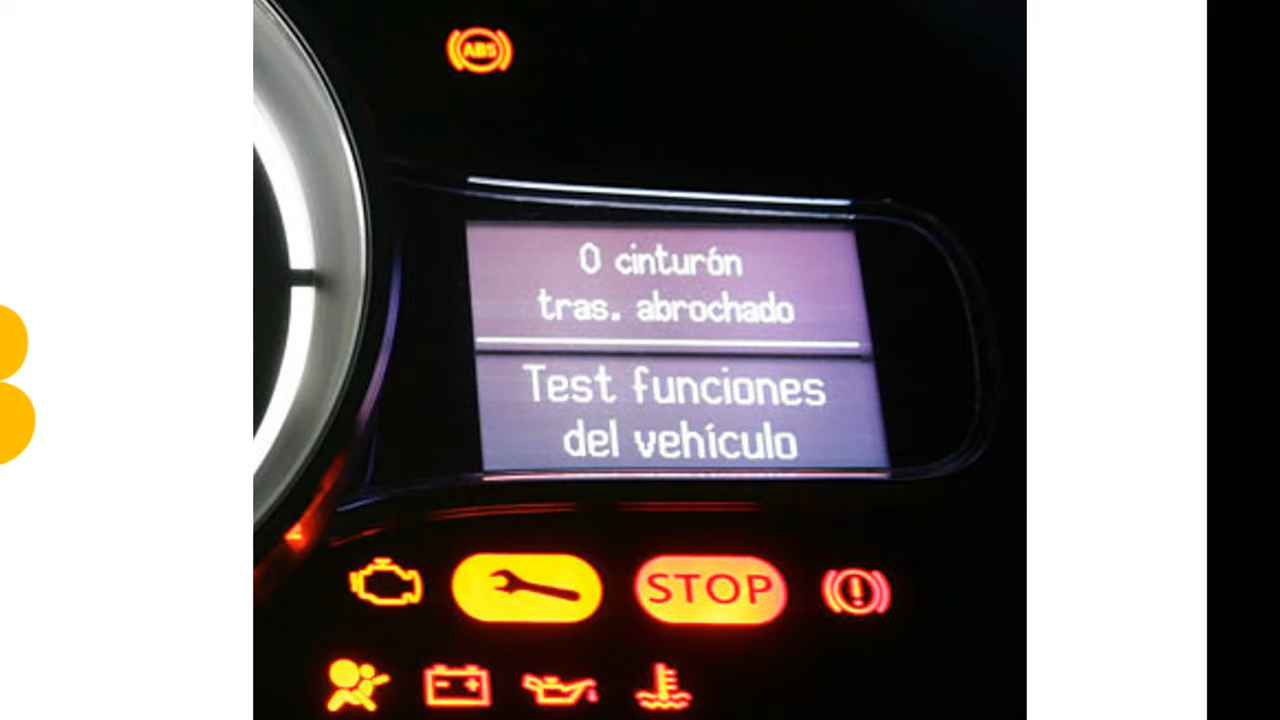 ABS
0 cinturón
tras. abrochado
Test funciones
del vehículo
STOP